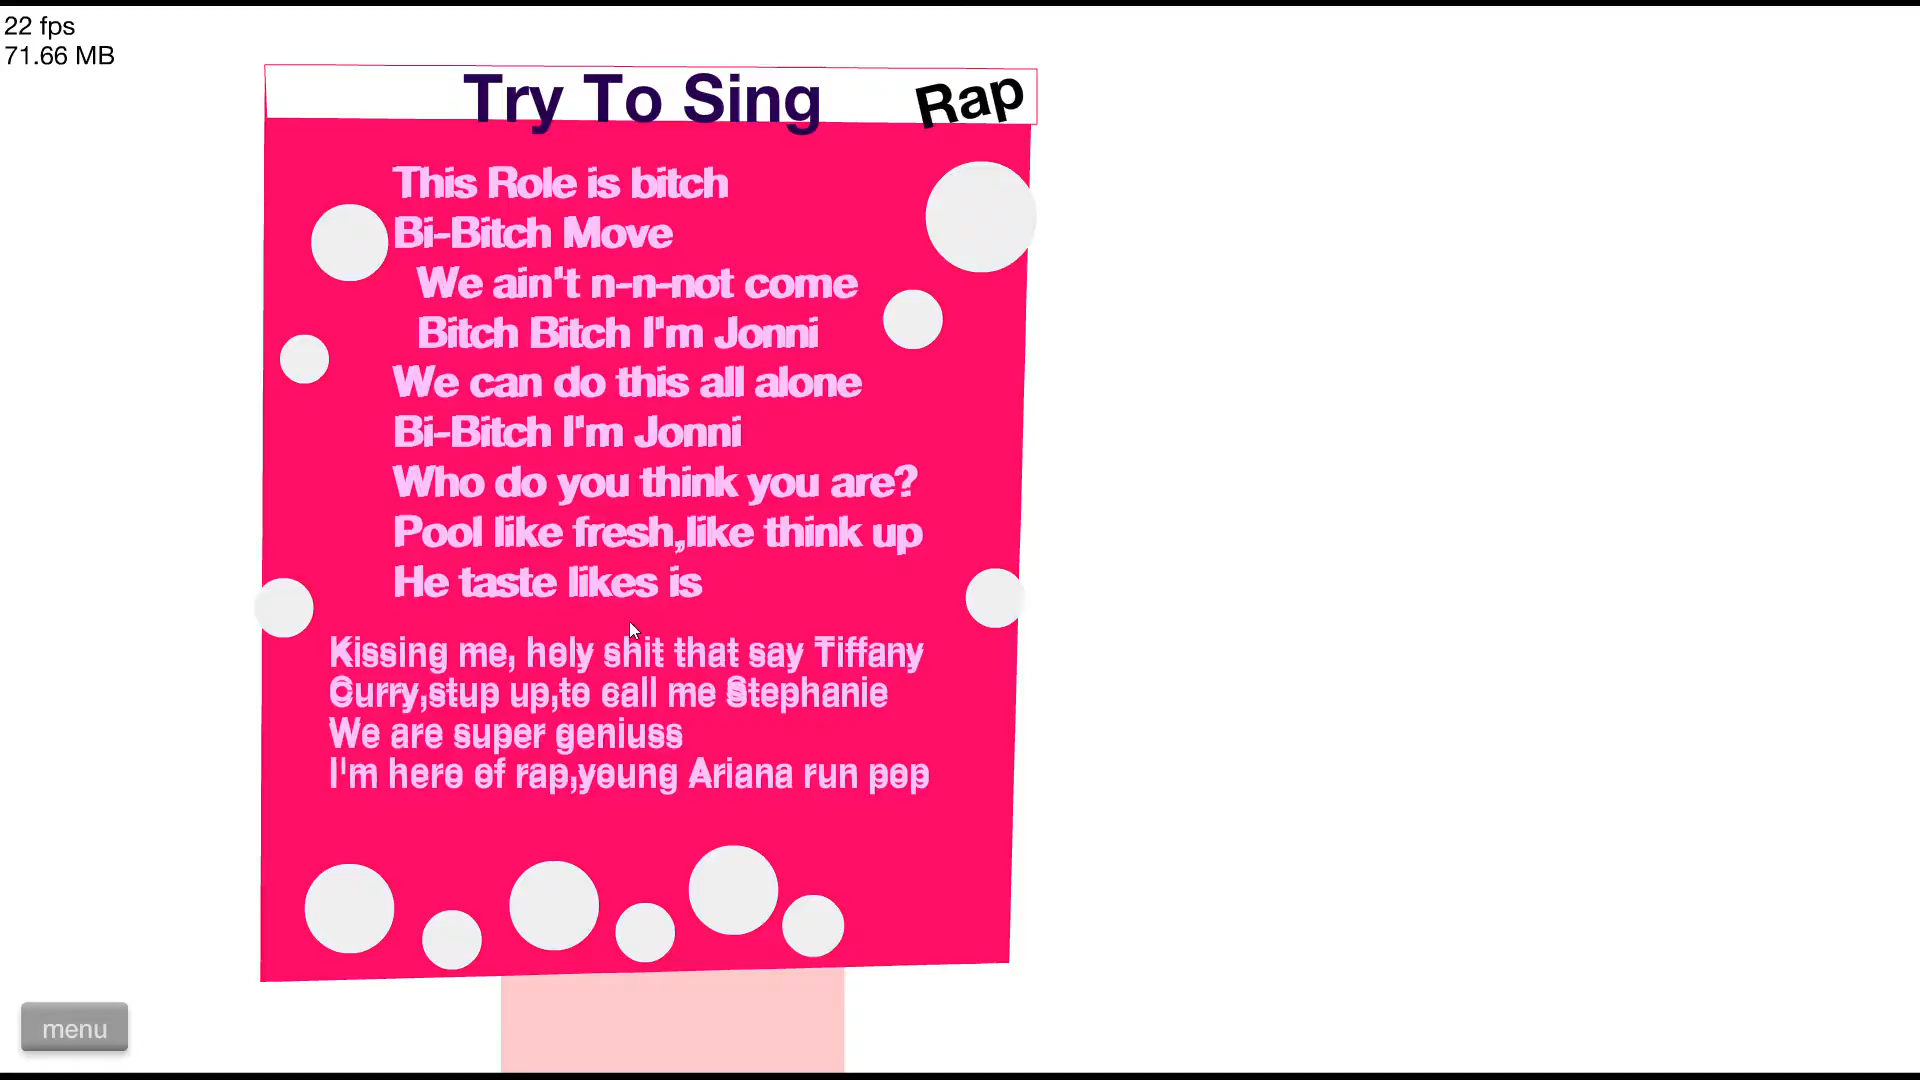 22 fps
71.66 MB
Try To Sing
Rap
This Role is bitch
Bi-Bitch Move
We ain't n-n-not come
Bitch Bitch I'm Jonni
We can do this all alone
Bi-Bitch I'm Jonni
Who do you think you are?
Pool like fresh,like think up
He taste likes is
Kissing me, holy shit that say Tiffany
Curry,stup up,to call me Stephanie
We are super geniuss
I'm here of rap,young Ariana run pop
menu